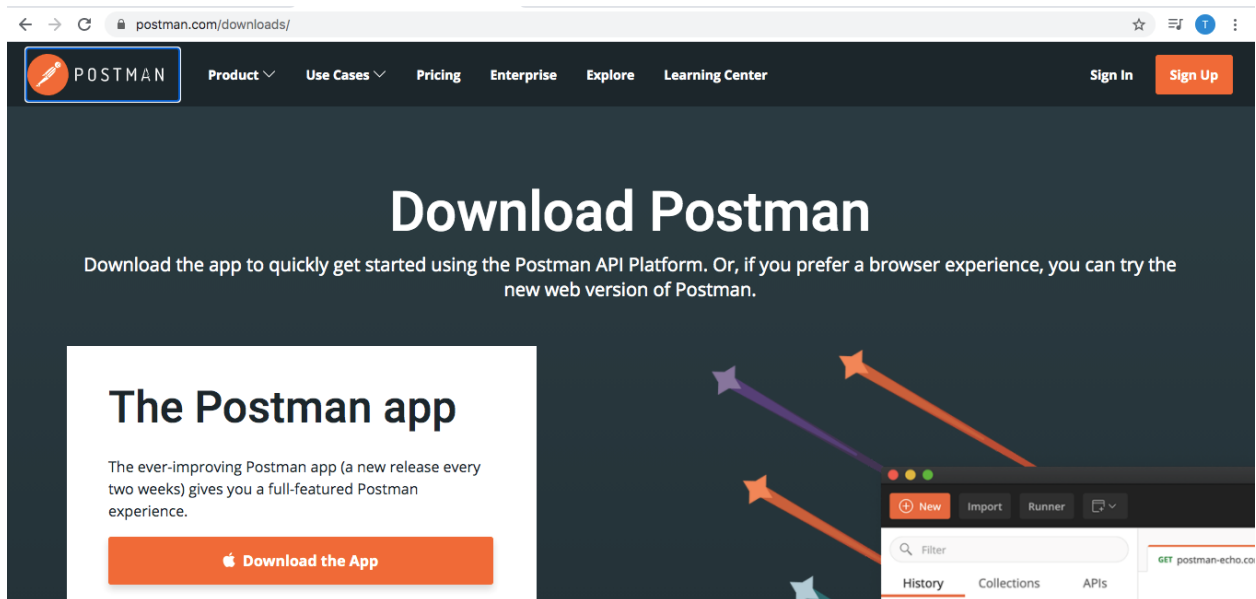 postman.com/downloads/
T
POSTMAN Product Use Cases Pricing Enterprise Explore Learning Center Sign In Sign Up
Download Postman
Download the app to quickly get started using the Postman API Platform. Or, if you prefer a browser experience, you can try the
new web version of Postman.
The Postman app
The ever-improving Postman app (a new release every
two weeks) gives you a full-featured Postman
experience.
Download the App
New Import Runner
Filter
GET postman-echo.co
History Collections APIs